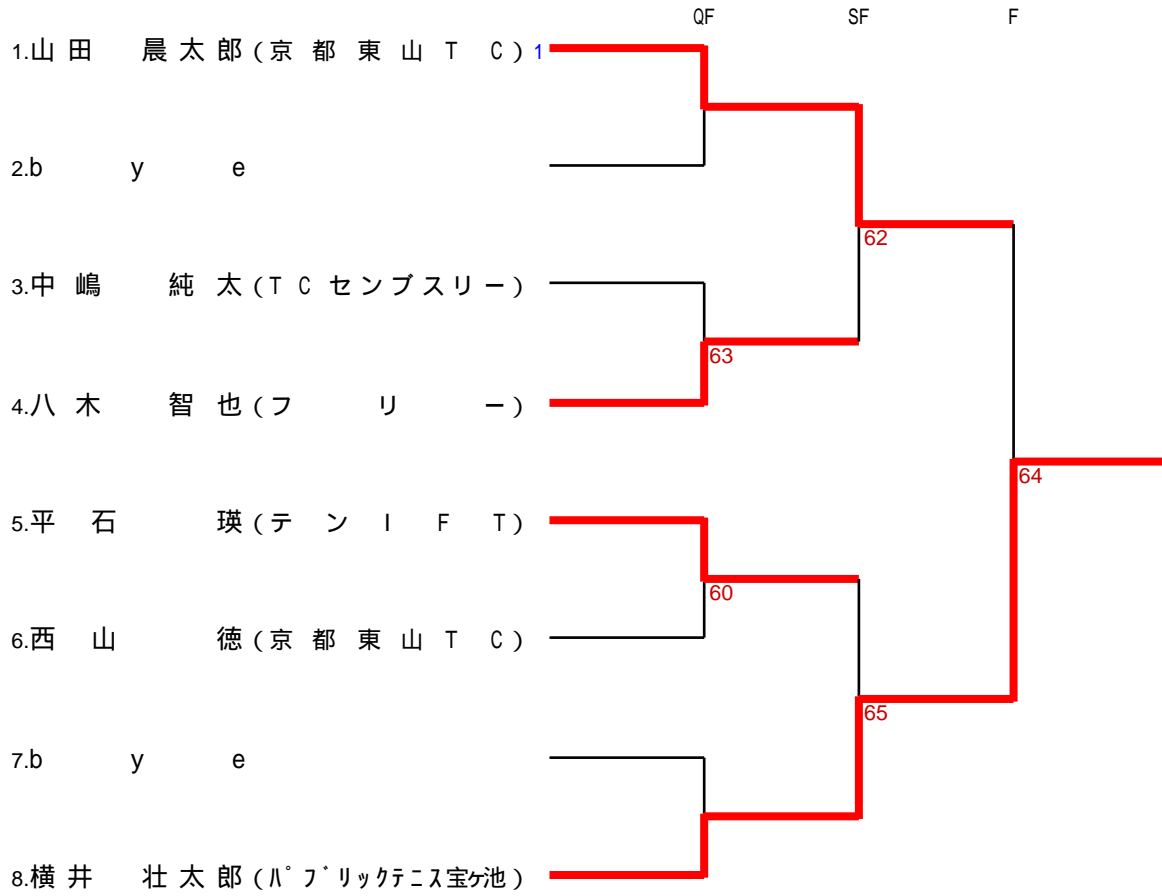 QF SF F
1.山田 晨太郎(京都東山TC) 1
2.bye
62
3.中嶋 純太(TCセンブスリー)
63
4.八木 智也(フリー)
64
5.平石 瑛(テンIFT)
60
6.西山 徳(京都東山TC)
65
7.bye
8.横井 壮太郎(パブリックテニス宝ケ池)